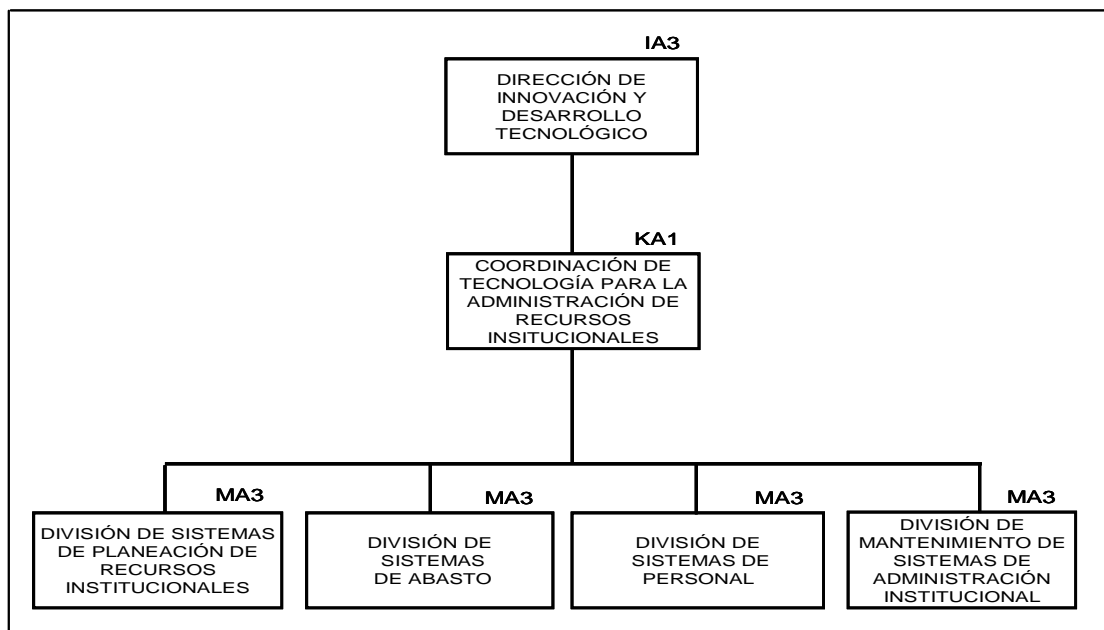 IA3
DIRECCIÓN DE
INNOVACIÓN Y
DESARROLLO
TECNOLÓGICO
KA1
COORDINACIÓN DE
TECNOLOGÍA PARA LA
ADMINISTRACIÓN DE
RECURSOS
INSITUCIONALES
MA3
DIVISIÓN DE SISTEMAS
DE PLANEACIÓN DE
RECURSOS
INSTITUCIONALES
MA3
DIVISIÓN DE
SISTEMAS
DE ABASTO
MA3
DIVISIÓN DE
SISTEMAS DE
PERSONAL
MA3
DIVISIÓN DE
MANTENIMIENTO DE
SISTEMAS DE
ADMINISTRACIÓN
INSTITUCIONAL